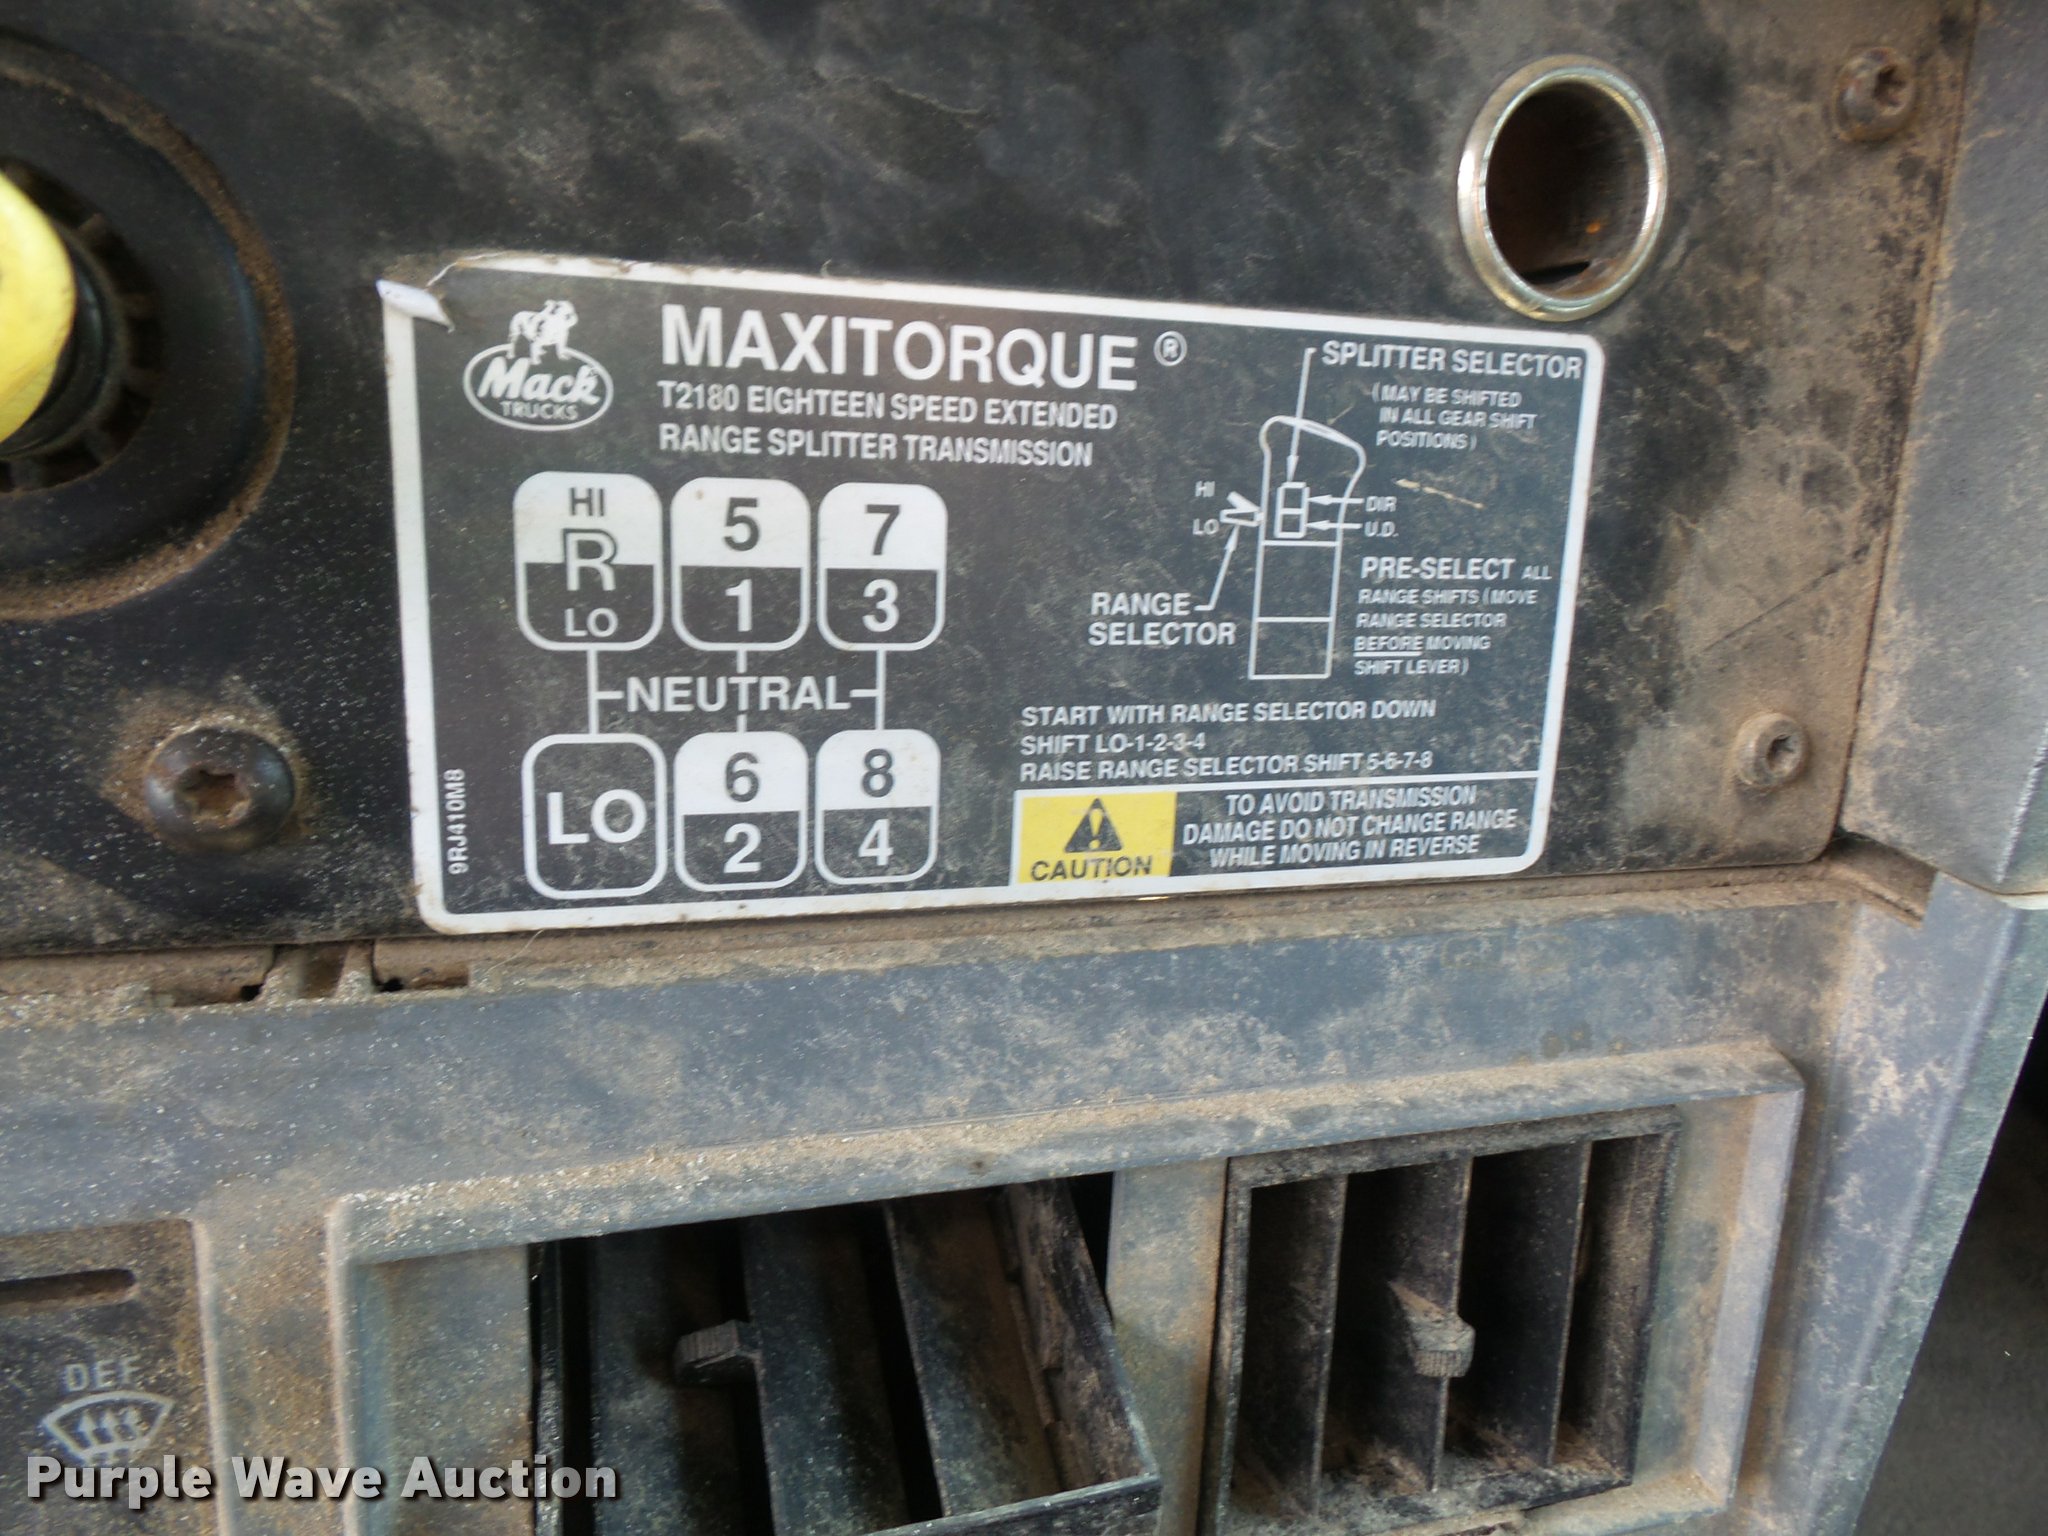 Mack
TRUCKS
MAXITORQUE ®
T2180 EIGHTEEN SPEED EXTENDED
RANGE SPLITTER TRANSMISSION
HI
R
LO
5
1
7
3
NEUTRAL
LO
6
2
8
4
9RJ410M8
SPLITTER SELECTOR
(MAY BE SHIFTED
IN ALL GEAR SHIFT
POSITIONS)
HI
LO
DIR
U.D.
RANGE
SELECTOR
PRE-SELECT ALL
RANGE SHIFTS (MOVE
RANGE SELECTOR
BEFORE MOVING
SHIFT LEVER)
START WITH RANGE SELECTOR DOWN
SHIFT LO-1-2-3-4
RAISE RANGE SELECTOR SHIFT 5-6-7-8
CAUTION
TO AVOID TRANSMISSION
DAMAGE DO NOT CHANGE RANGE
WHILE MOVING IN REVERSE
DEF
Purple Wave Auction